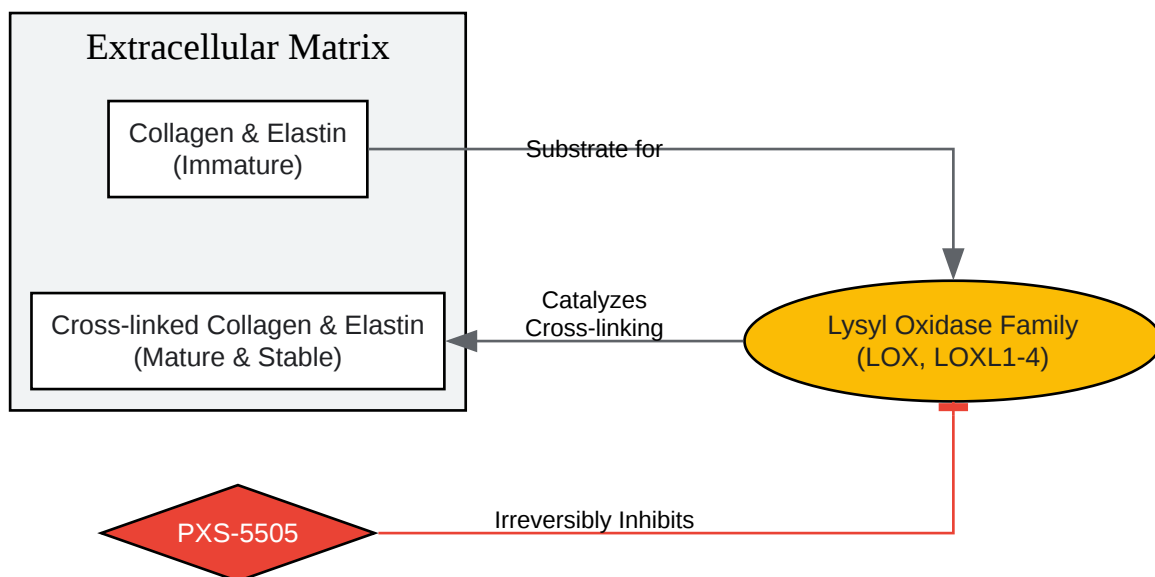 Extracellular Matrix
Collagen & Elastin
(Immature)
Substrate for
Catalyzes
Cross-linking
Cross-linked Collagen & Elastin
(Mature & Stable)
Lysyl Oxidase Family
(LOX, LOXL1-4)
PXS-5505
Irreversibly Inhibits